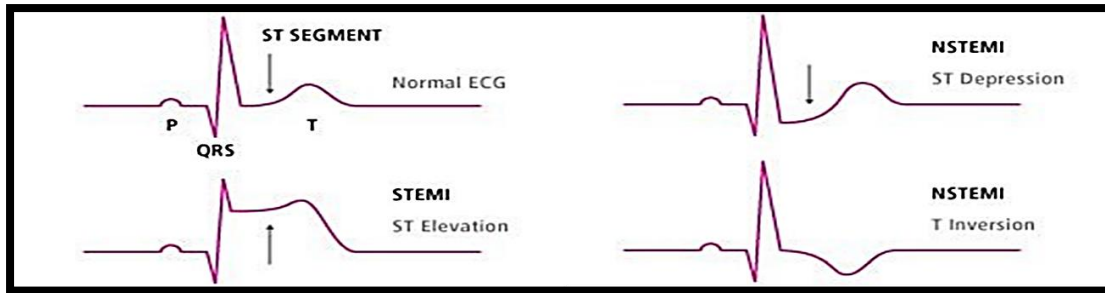 ST SEGMENT
Normal ECG
P
T
QRS
NSTEMI
ST Depression
STEMI
ST Elevation
NSTEMI
T Inversion